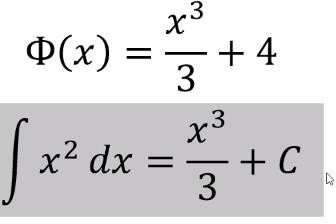 Φ(x) = x³/3 + 4
∫ x² dx = x³/3 + C